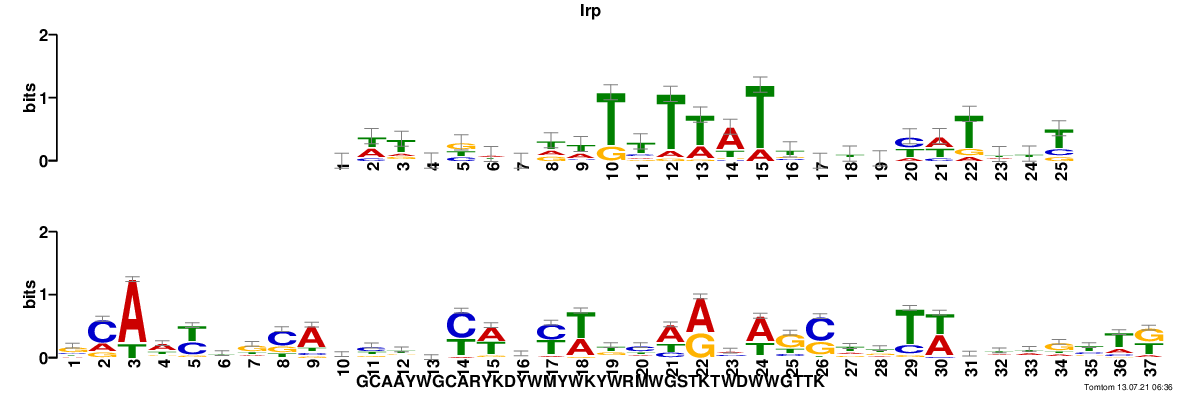 lrp
2
bits
1
0
1 2 3 4 5 6 7 8 9 10 11 12 13 14 15 16 17 18 19 20 21 22 23 24 25
2
bits
1
0
1 2 3 4 5 6 7 8 9 10 11 12 13 14 15 16 17 18 19 20 21 22 23 24 25 26 27 28 29 30 31 32 33 34 35 36 37
GCAAYWGCARYKDYWMYWKYWRMWGSTKTWDWWGTTK
Tomtom 13.07.21 06:36